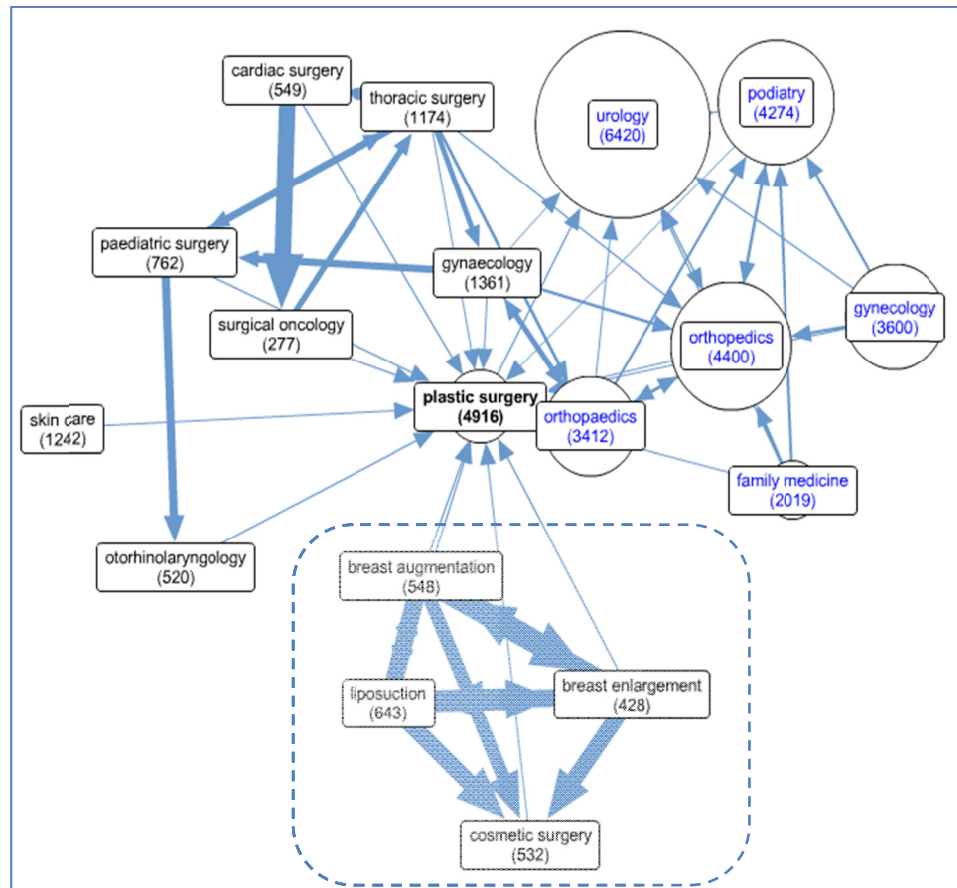 cardiac surgery
(549)
thoracic surgery
(1174)
urology
(6420)
podiatry
(4274)
paediatric surgery
(762)
gynaecology
(1361)
gynecology
(3600)
surgical oncology
(277)
orthopedics
(4400)
plastic surgery
(4916)
orthopaedics
(3412)
skin care
(1242)
family medicine
(2019)
otorhinolaryngology
(520)
breast augmentation
(548)
liposuction
(643)
breast enlargement
(428)
cosmetic surgery
(532)